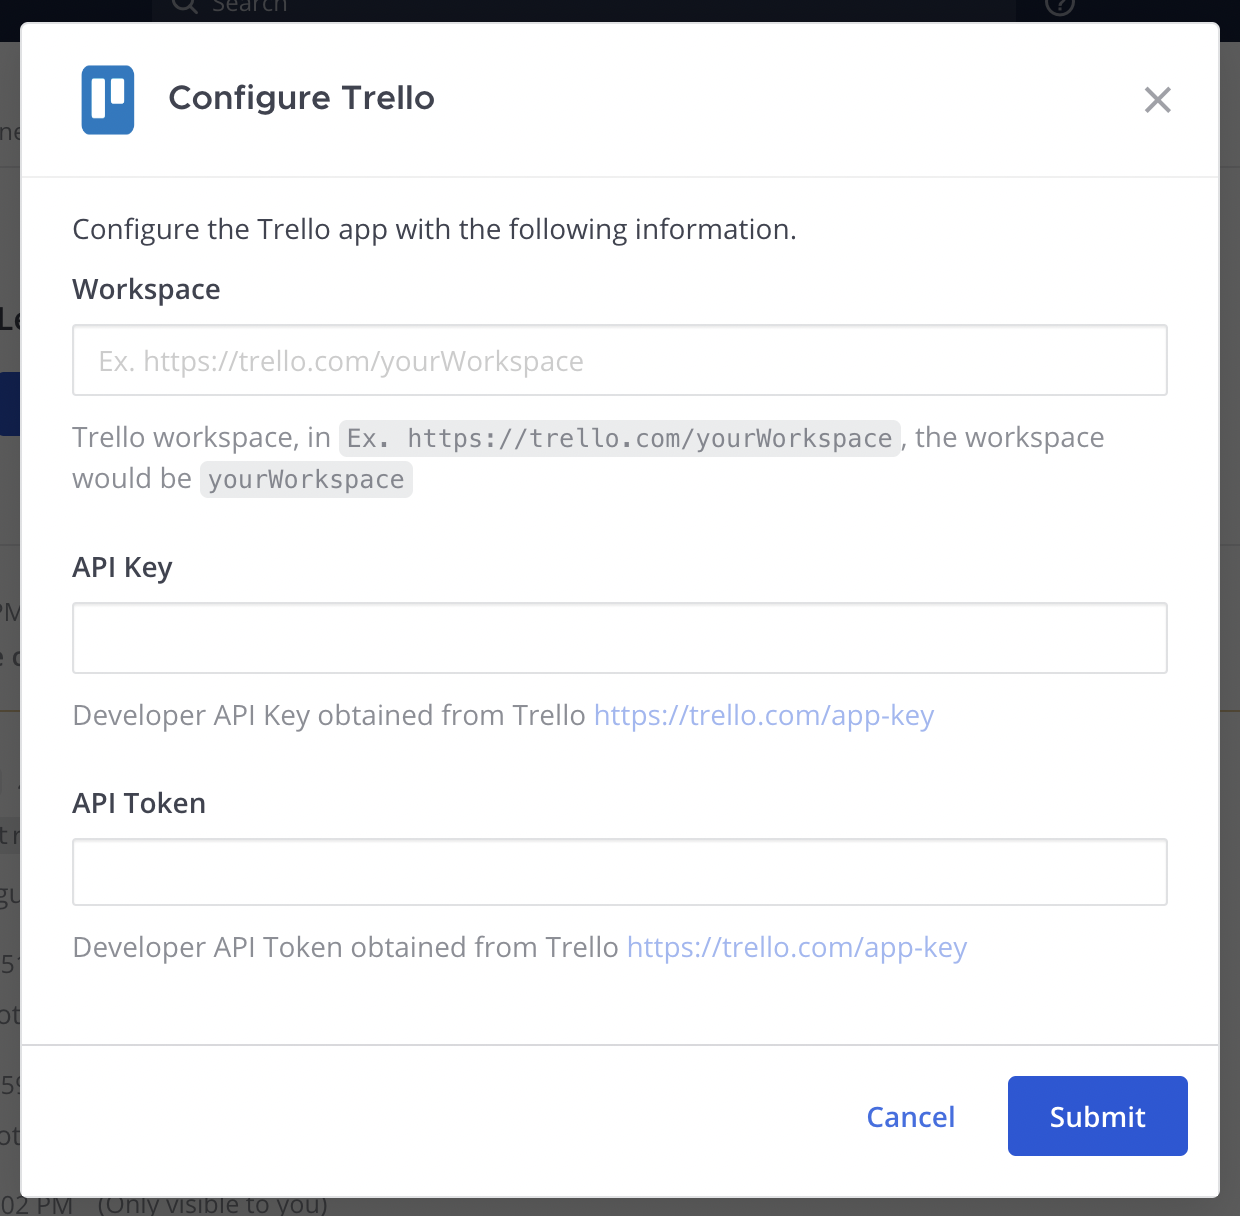 Search
Configure Trello
Configure the Trello app with the following information.
Workspace
Ex. https://trello.com/yourWorkspace
Trello workspace, in Ex. https://trello.com/yourWorkspace, the workspace
would be yourWorkspace
API Key
Developer API Key obtained from Trello https://trello.com/app-key
API Token
Developer API Token obtained from Trello https://trello.com/app-key
Cancel
Submit
02 PM (Only visible to you)